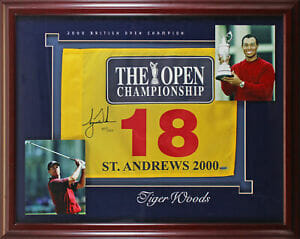 2000 BRITISH OPEN CHAMPION
THE OPEN
CHAMPIONSHIP
18
ST. ANDREWS 2000
Tiger Woods